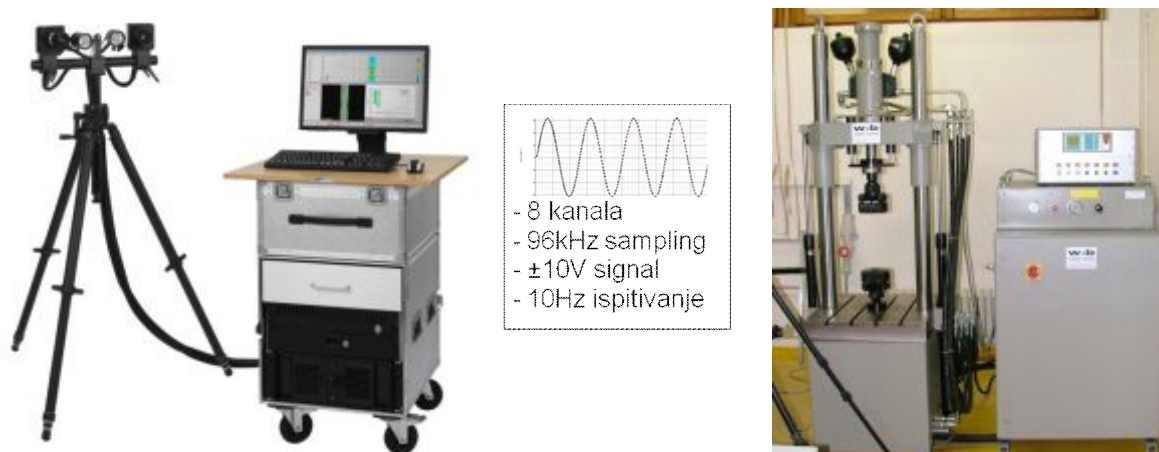 - 8 kanala
- 96kHz sampling
- ±10V signal
- 10Hz ispitivanje
w+b
w+b